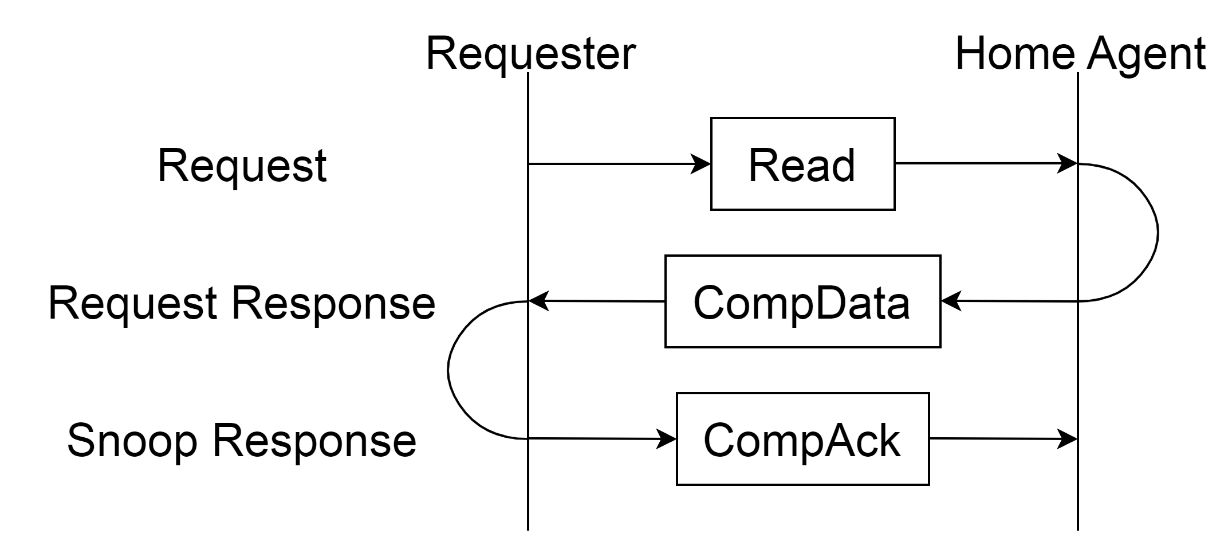 Requester
Home Agent
Request
Read
Request Response
CompData
Snoop Response
CompAck